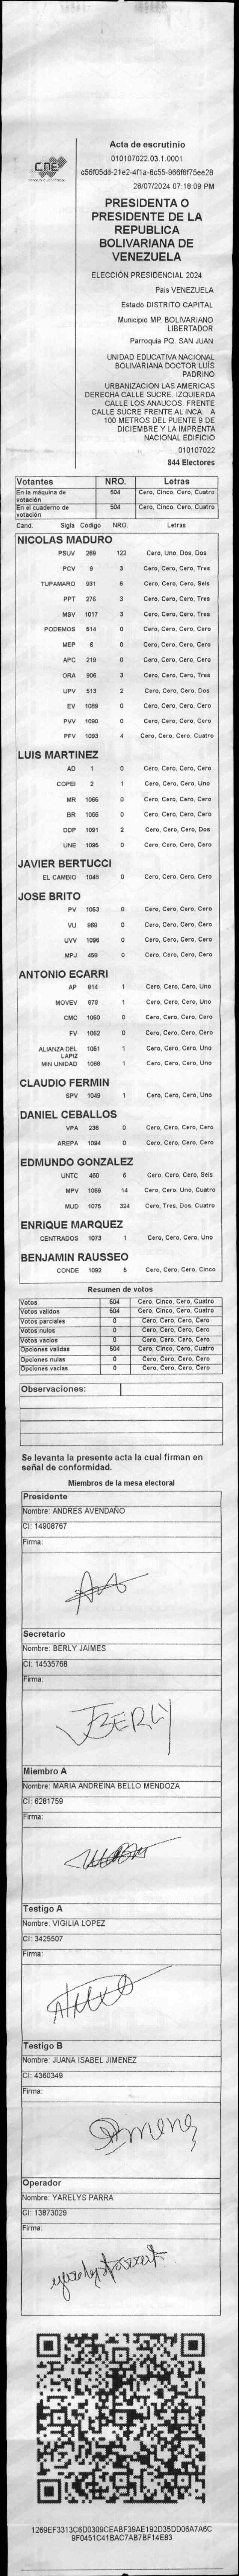 CNE
Acta de escrutinio
010107022.03.1.0001
c56f05dd-21e2-4f1a-8c55-966f6f75ee28
28/07/2024 07:18:09 PM
PRESIDENTA O
PRESIDENTE DE LA
REPUBLICA
BOLIVARIANA DE
VENEZUELA
ELECCIÓN PRESIDENCIAL 2024
País VENEZUELA
Estado DISTRITO CAPITAL
Municipio MP. BOLIVARIANO
LIBERTADOR
Parroquia PQ. SAN JUAN
UNIDAD EDUCATIVA NACIONAL
BOLIVARIANA DOCTOR LUÍS
PADRINO
URBANIZACION LAS AMERICAS
DERECHA CALLE SUCRE. IZQUIERDA
CALLE LOS ANAUCOS. FRENTE
CALLE SUCRE FRENTE AL INCA. A
100 METROS DEL PUENTE 9 DE
DICIEMBRE Y LA IMPRENTA
NACIONAL EDIFICIO
010107022
844 Electores
Votantes NRO. Letras
En la máquina de votación 504 Cero, Cinco, Cero, Cuatro
En el cuaderno de votación 504 Cero, Cinco, Cero, Cuatro
Cand. Sigla Código NRO. Letras
NICOLAS MADURO
PSUV 269 122 Cero, Uno, Dos, Dos
PCV 9 3 Cero, Cero, Cero, Tres
TUPAMARO 931 6 Cero, Cero, Cero, Seis
PPT 276 3 Cero, Cero, Cero, Tres
MSV 1017 3 Cero, Cero, Cero, Tres
PODEMOS 514 0 Cero, Cero, Cero, Cero
MEP 6 0 Cero, Cero, Cero, Cero
APC 219 0 Cero, Cero, Cero, Cero
ORA 906 3 Cero, Cero, Cero, Tres
UPV 513 2 Cero, Cero, Cero, Dos
EV 1089 0 Cero, Cero, Cero, Cero
PVV 1090 0 Cero, Cero, Cero, Cero
PFV 1093 4 Cero, Cero, Cero, Cuatro
LUIS MARTINEZ
AD 1 0 Cero, Cero, Cero, Cero
COPEI 2 1 Cero, Cero, Cero, Uno
MR 1065 0 Cero, Cero, Cero, Cero
BR 1056 0 Cero, Cero, Cero, Cero
DDP 1091 2 Cero, Cero, Cero, Dos
UNE 1095 0 Cero, Cero, Cero, Cero
JAVIER BERTUCCI
EL CAMBIO 1048 0 Cero, Cero, Cero, Cero
JOSE BRITO
PV 1053 0 Cero, Cero, Cero, Cero
VU 988 0 Cero, Cero, Cero, Cero
UVV 1096 0 Cero, Cero, Cero, Cero
MPJ 458 0 Cero, Cero, Cero, Cero
ANTONIO ECARRI
AP 814 1 Cero, Cero, Cero, Uno
MOVEV 979 1 Cero, Cero, Cero, Uno
CMC 1050 0 Cero, Cero, Cero, Cero
FV 1062 0 Cero, Cero, Cero, Cero
ALIANZA DEL LAPIZ 1051 1 Cero, Cero, Cero, Uno
MIN UNIDAD 1068 1 Cero, Cero, Cero, Uno
CLAUDIO FERMIN
SPV 1049 1 Cero, Cero, Cero, Uno
DANIEL CEBALLOS
VPA 236 0 Cero, Cero, Cero, Cero
AREPA 1094 0 Cero, Cero, Cero, Cero
EDMUNDO GONZALEZ
UNTC 460 6 Cero, Cero, Cero, Seis
MPV 1069 14 Cero, Cero, Uno, Cuatro
MUD 1075 324 Cero, Tres, Dos, Cuatro
ENRIQUE MARQUEZ
CENTRADOS 1073 1 Cero, Cero, Cero, Uno
BENJAMIN RAUSSEO
CONDE 1092 5 Cero, Cero, Cero, Cinco
Resumen de votos
Votos 504 Cero, Cinco, Cero, Cuatro
Votos validos 504 Cero, Cinco, Cero, Cuatro
Votos parciales 0 Cero, Cero, Cero, Cero
Votos nulos 0 Cero, Cero, Cero, Cero
Votos vacios 0 Cero, Cero, Cero, Cero
Opciones validas 504 Cero, Cinco, Cero, Cuatro
Opciones nulas 0 Cero, Cero, Cero, Cero
Opciones vacias 0 Cero, Cero, Cero, Cero
Observaciones:
Se levanta la presente acta la cual firman en
señal de conformidad.
Miembros de la mesa electoral
Presidente
Nombre: ANDRES AVENDAÑO
CI: 14908767
Firma:
Secretario
Nombre: BERLY JAIMES
CI: 14535768
Firma:
BERLY
Miembro A
Nombre: MARIA ANDREINA BELLO MENDOZA
CI: 6281759
Firma:
Testigo A
Nombre: VIGILIA LOPEZ
CI: 3425507
Firma:
Testigo B
Nombre: JUANA ISABEL JIMENEZ
CI: 4360349
Firma:
Operador
Nombre: YARELYS PARRA
CI: 13873029
Firma:
1269EF3313C6D0309CEABF39AE192D35DD06A7A6C
9F0451C41BAC7AB7BF14E83